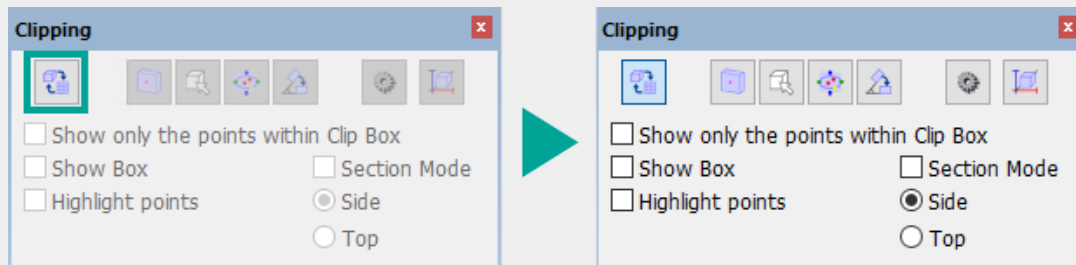 Clipping
x
Show only the points within Clip Box
Show Box
Section Mode
Highlight points
Side
Top
Clipping
x
Show only the points within Clip Box
Show Box
Section Mode
Highlight points
Side
Top